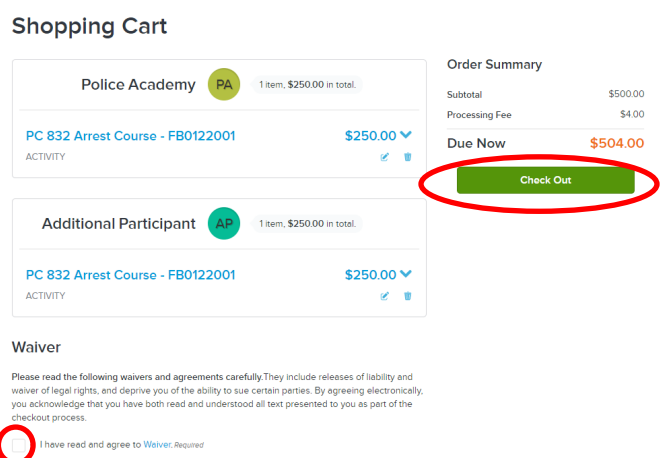 Shopping Cart
Police Academy PA 1 item, $250.00 in total.
PC 832 Arrest Course - FB0122001 $250.00
ACTIVITY
Additional Participant AP 1 item, $250.00 in total.
PC 832 Arrest Course - FB0122001 $250.00
ACTIVITY
Order Summary
Subtotal $500.00
Processing Fee $4.00
Due Now $504.00
Check Out
Waiver
Please read the following waivers and agreements carefully.They include releases of liability and
waiver of legal rights, and deprive you of the ability to sue certain parties. By agreeing electronically,
you acknowledge that you have both read and understood all text presented to you as part of the
checkout process.
I have read and agree to Waiver. Required